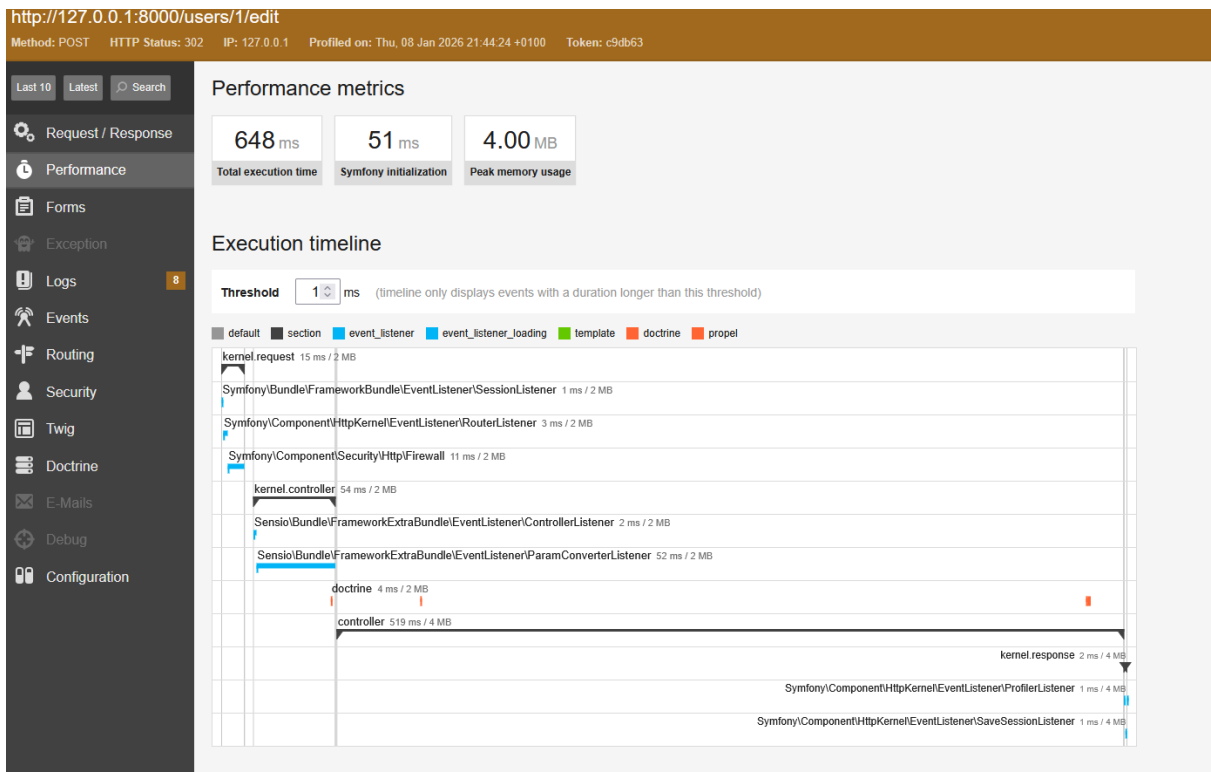 http://127.0.0.1:8000/users/1/edit
Method: POST HTTP Status: 302 IP: 127.0.0.1 Profiled on: Thu, 08 Jan 2026 21:44:24 +0100 Token: c9db63
Last 10 Latest Search
Request / Response
Performance
Forms
Exception
Logs 8
Events
Routing
Security
Twig
Doctrine
E-Mails
Debug
Configuration
Performance metrics
648 ms 51 ms 4.00 MB
Total execution time Symfony initialization Peak memory usage
Execution timeline
Threshold 1 ms (timeline only displays events with a duration longer than this threshold)
default section event_listener event_listener_loading template doctrine propel
kernel.request 15 ms / 2 MB
Symfony\Bundle\FrameworkBundle\EventListener\SessionListener 1 ms / 2 MB
Symfony\Component\HttpKernel\EventListener\RouterListener 3 ms / 2 MB
Symfony\Component\Security\Http\Firewall 11 ms / 2 MB
kernel.controller 54 ms / 2 MB
Sensio\Bundle\FrameworkExtraBundle\EventListener\ControllerListener 2 ms / 2 MB
Sensio\Bundle\FrameworkExtraBundle\EventListener\ParamConverterListener 52 ms / 2 MB
doctrine 4 ms / 2 MB
controller 519 ms / 4 MB
kernel.response 2 ms / 4 MB
Symfony\Component\HttpKernel\EventListener\ProfilerListener 1 ms / 4 MB
Symfony\Component\HttpKernel\EventListener\SaveSessionListener 1 ms / 4 MB